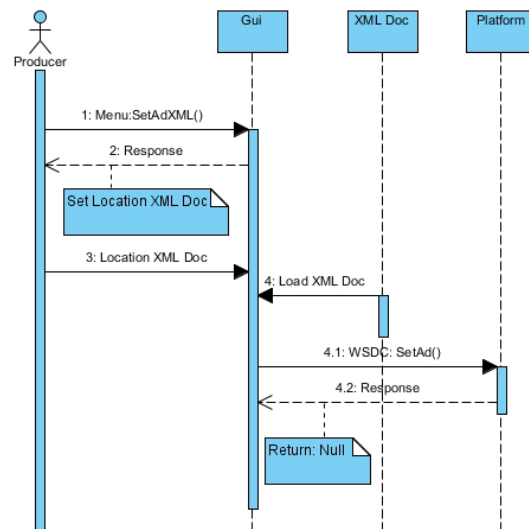 Gui
XML Doc
Platform
Producer
1: Menu:SetAdXML()
2: Response
Set Location XML Doc
3: Location XML Doc
4: Load XML Doc
4.1: WSDC: SetAd()
4.2: Response
Return: Null